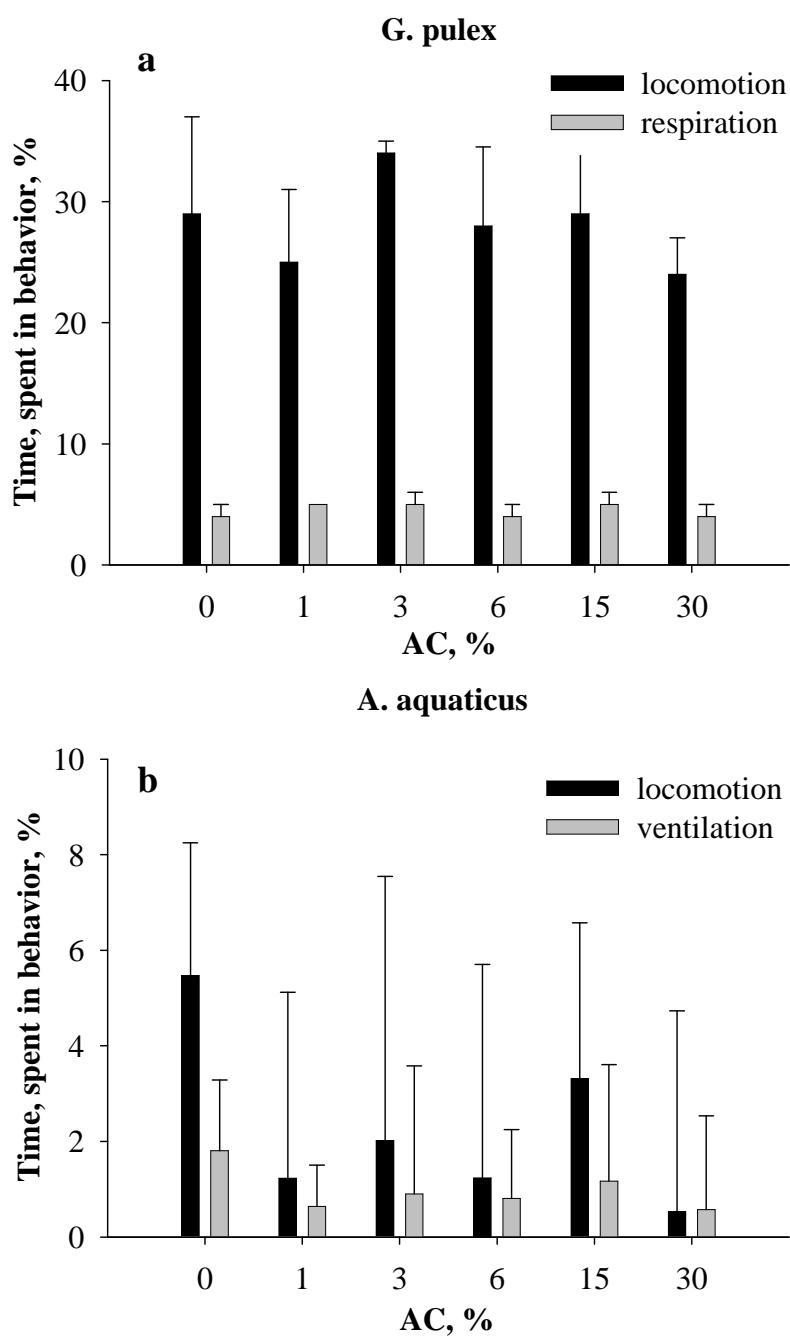 G. pulex
a
locomotion
respiration
Time, spent in behavior, %
40
30
20
10
0
0 1 3 6 15 30
AC, %
A. aquaticus
b
locomotion
ventilation
Time, spent in behavior, %
10
8
6
4
2
0
0 1 3 6 15 30
AC, %